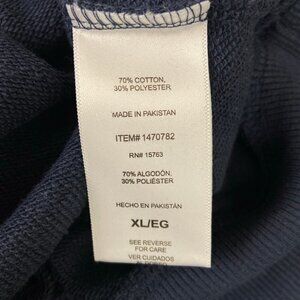 70% COTTON,
30% POLYESTER
MADE IN PAKISTAN
ITEM# 1470782
RN# 15763
70% ALGODÓN,
30% POLIÉSTER
HECHO EN PAKISTÁN
XL/EG
SEE REVERSE
FOR CARE
VER CUIDADOS